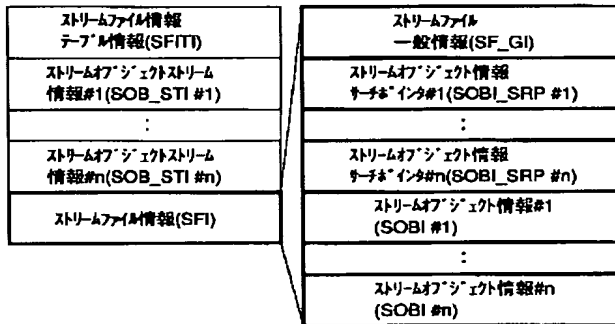 ストリームファイル情報
テーブル情報(SFITI)
ストリームオブジェクトストリーム
情報#1(SOB_STI #1)
:
ストリームオブジェクトストリーム
情報#n(SOB_STI #n)
ストリームファイル情報(SFI)
ストリームファイル
一般情報(SF_GI)
ストリームオブジェクト情報
サーチポインタ#1(SOBI_SRP #1)
:
ストリームオブジェクト情報
サーチポインタ#n(SOBI_SRP #n)
ストリームオブジェクト情報#1
(SOBI #1)
:
ストリームオブジェクト情報#n
(SOBI #n)